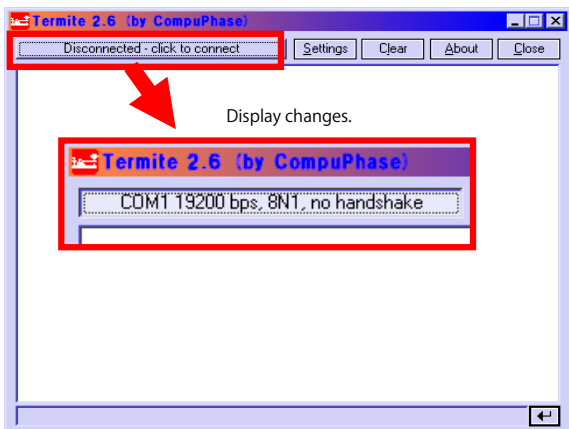 Termite 2.6 (by CompuPhase)
Disconnected - click to connect Settings Clear About Close
Display changes.
Termite 2.6 (by CompuPhase)
COM1 19200 bps, 8N1, no handshake